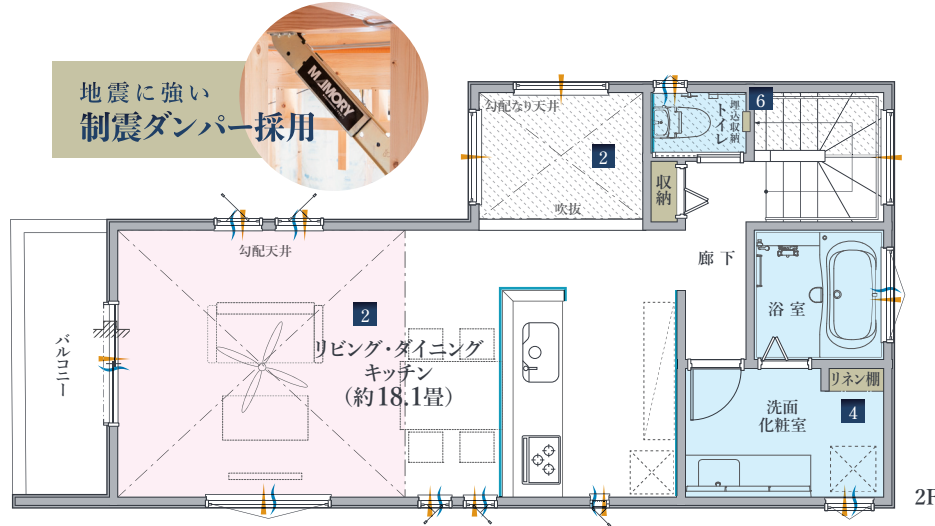 地震に強い
制震ダンパー採用
MAMORY
勾配なり天井
2
吹抜
トイレ
埋込収納
6
収納
廊下
勾配天井
2
リビング・ダイニング
キッチン
（約18.1畳）
バルコニー
浴室
リネン棚
4
洗面
化粧室
2F